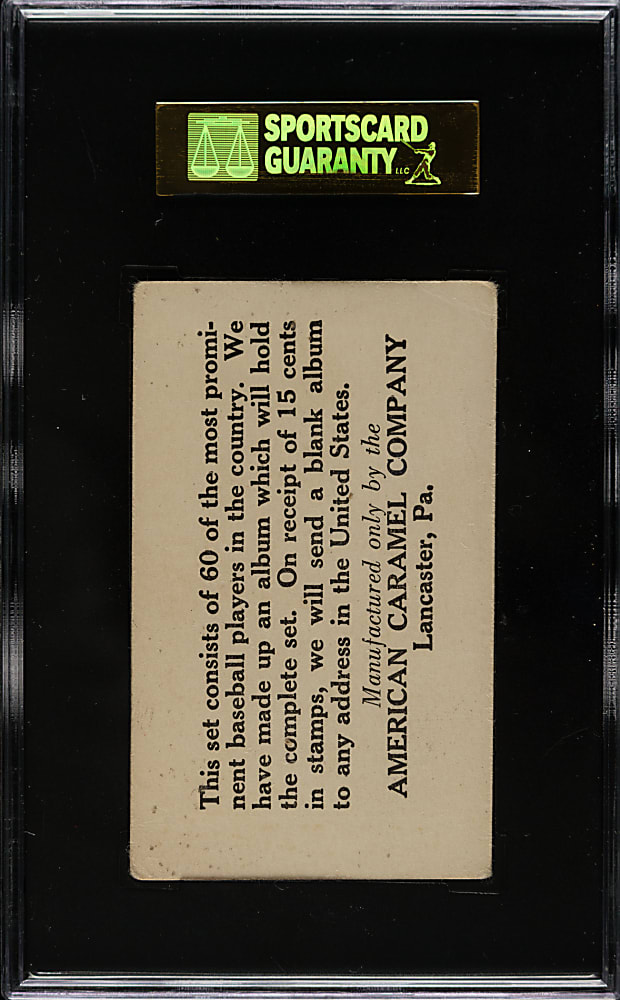 SPORTSCARD
GUARANTY LLC
This set consists of 60 of the most promi-
nent baseball players in the country. We
have made up an album which will hold
the complete set. On receipt of 15 cents
in stamps, we will send a blank album
to any address in the United States.
Manufactured only by the
AMERICAN CARAMEL COMPANY
Lancaster, Pa.